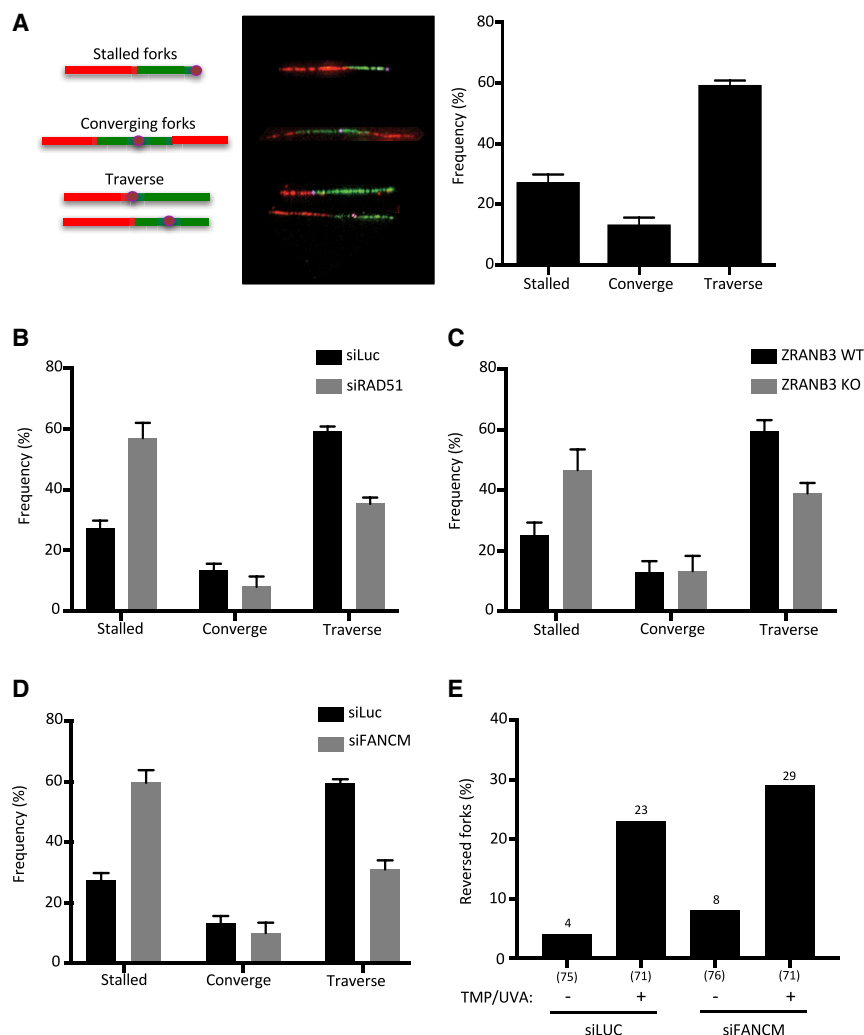 A
Stalled forks
Converging forks
Traverse
Frequency (%)
80
60
40
20
0
Stalled Converge Traverse
B
siLuc
siRAD51
Frequency (%)
80
60
40
20
0
Stalled Converge Traverse
C
ZRANB3 WT
ZRANB3 KO
Frequency (%)
80
60
40
20
0
Stalled Converge Traverse
D
siLuc
siFANCM
Frequency (%)
80
60
40
20
0
Stalled Converge Traverse
E
Reversed forks (%)
40
30
20
10
0
4 23 8 29
(75) (71) (76) (71)
TMP/UVA: - + - +
siLUC siFANCM